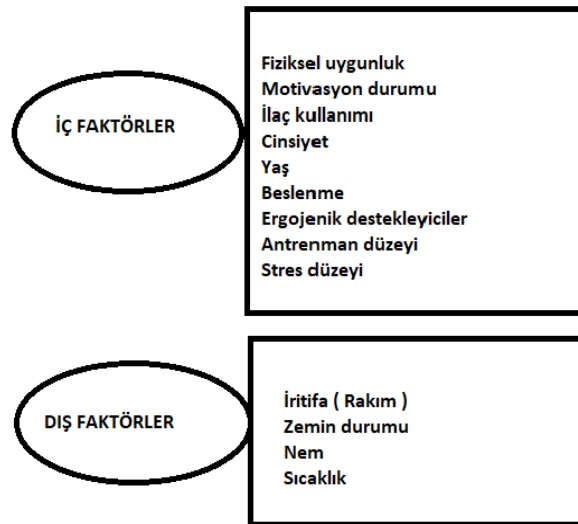 İÇ FAKTÖRLER
Fiziksel uygunluk
Motivasyon durumu
İlaç kullanımı
Cinsiyet
Yaş
Beslenme
Ergojenik destekleyiciler
Antrenman düzeyi
Stres düzeyi
DIŞ FAKTÖRLER
İritifa ( Rakım )
Zemin durumu
Nem
Sıcaklık